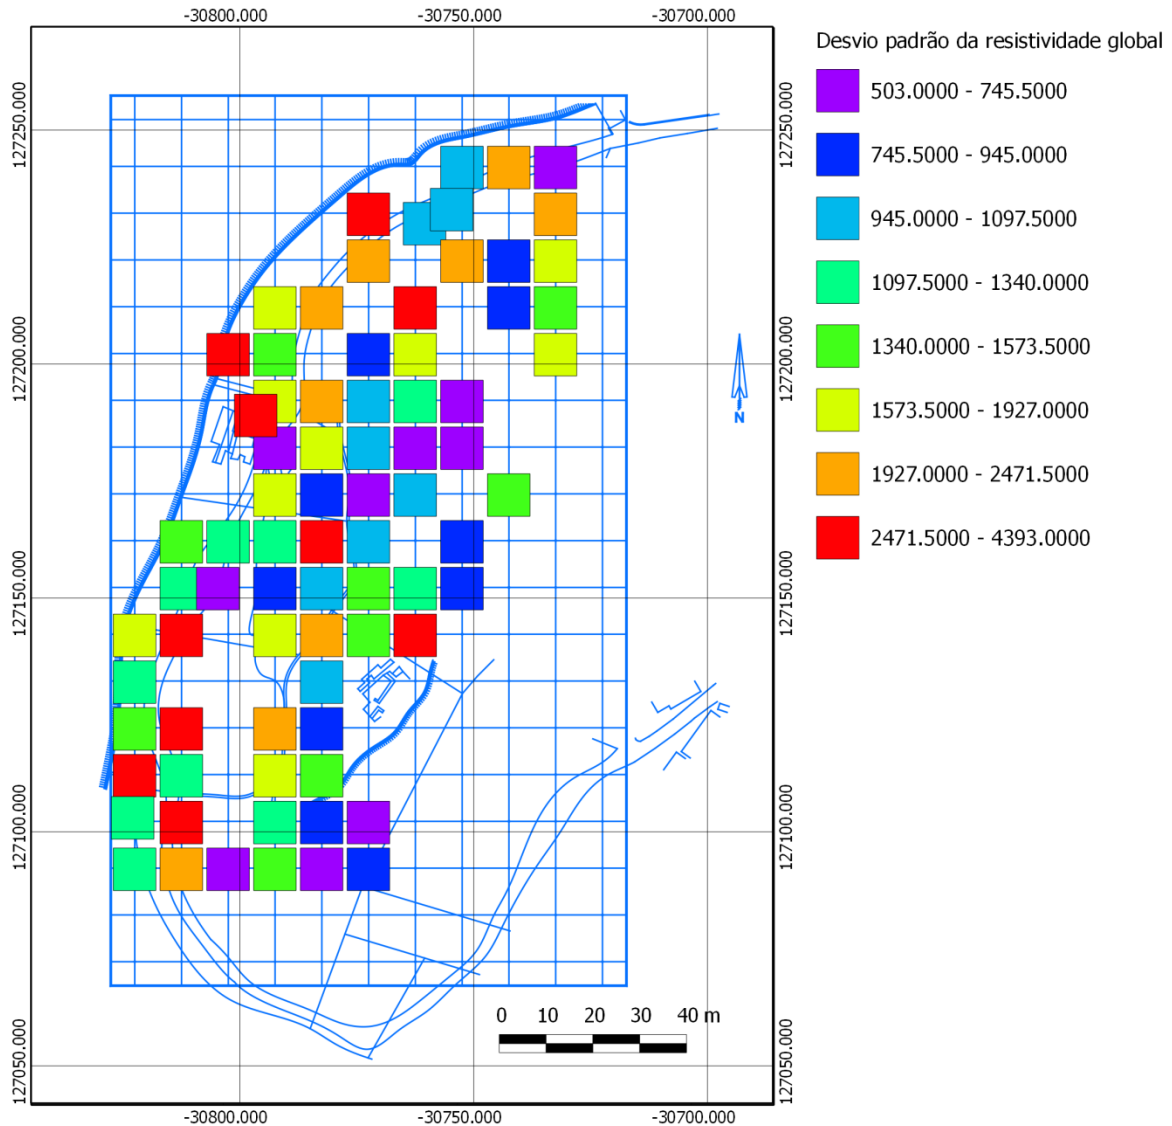 -30800.000 -30750.000 -30700.000
Desvio padrão da resistividade global
503.0000 - 745.5000
745.5000 - 945.0000
945.0000 - 1097.5000
1097.5000 - 1340.0000
1340.0000 - 1573.5000
1573.5000 - 1927.0000
1927.0000 - 2471.5000
2471.5000 - 4393.0000
127250.000 127250.000
127200.000 127200.000
N
127150.000 127150.000
127100.000 127100.000
0 10 20 30 40 m
127050.000 127050.000
-30800.000 -30750.000 -30700.000